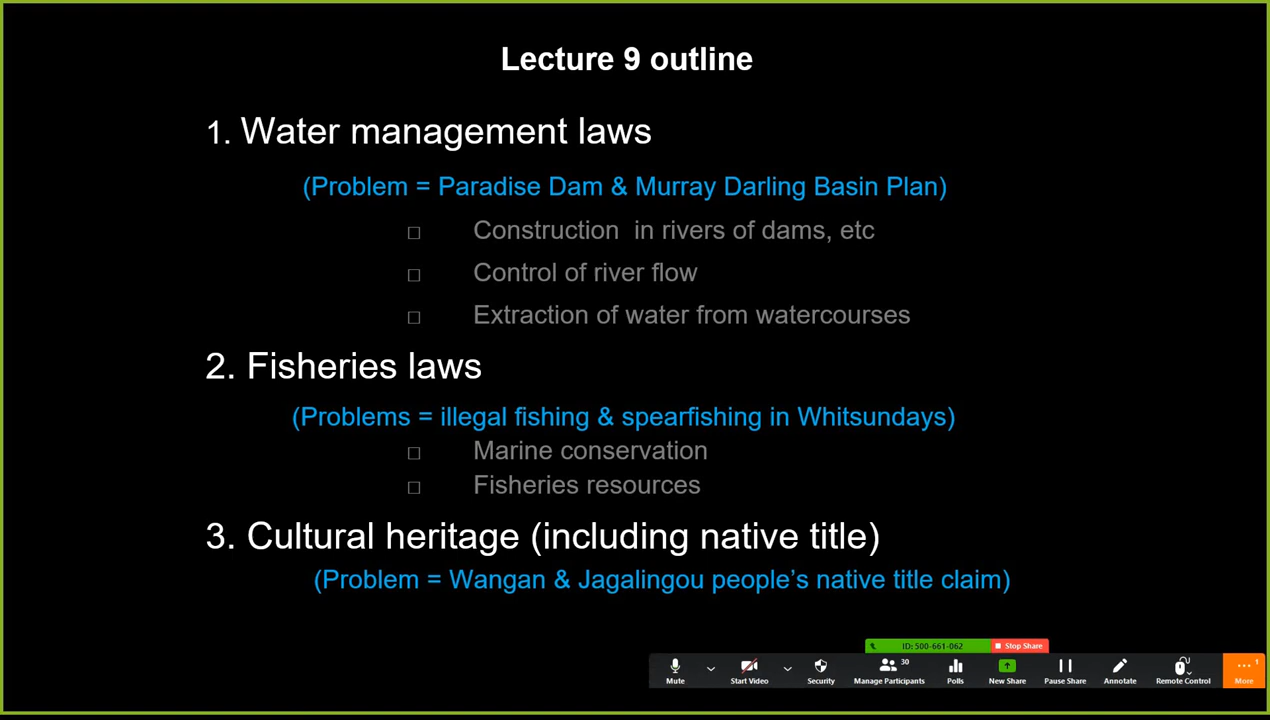 Lecture 9 outline
1. Water management laws
(Problem = Paradise Dam & Murray Darling Basin Plan)
Construction in rivers of dams, etc
Control of river flow
Extraction of water from watercourses
2. Fisheries laws
(Problems = illegal fishing & spearfishing in Whitsundays)
Marine conservation
Fisheries resources
3. Cultural heritage (including native title)
(Problem = Wangan & Jagalingou people’s native title claim)
ID: 500-661-062 Stop Share
30 1
Mute Start Video Security Manage Participants Polls New Share Pause Share Annotate Remote Control More